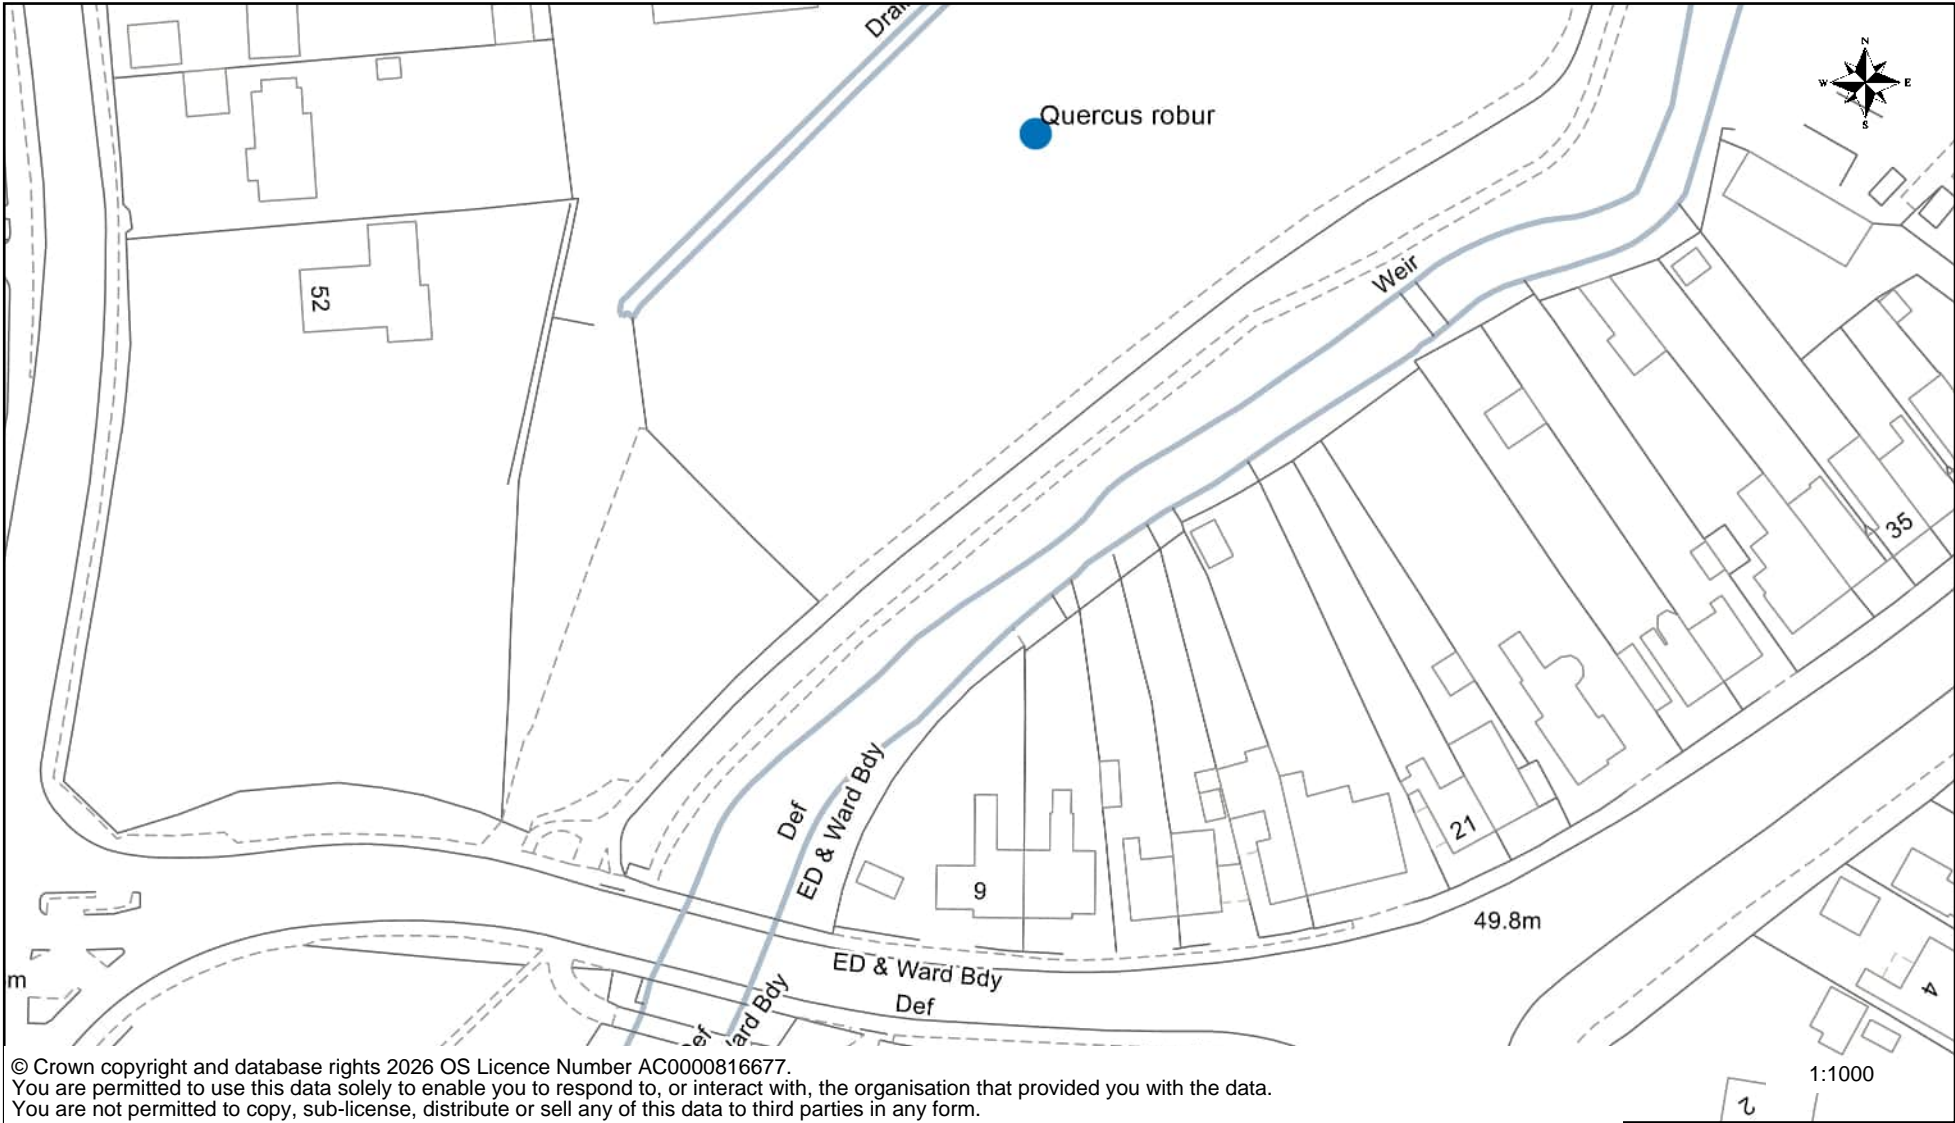 Quercus robur
N
W
E
S
52
Weir
35
Def
ED & Ward Bdy
9
21
49.8m
ED & Ward Bdy
Def
m
Bdy
4
© Crown copyright and database rights 2026 OS Licence Number AC0000816677.
You are permitted to use this data solely to enable you to respond to, or interact with, the organisation that provided you with the data.
You are not permitted to copy, sub-license, distribute or sell any of this data to third parties in any form.
1:1000
2